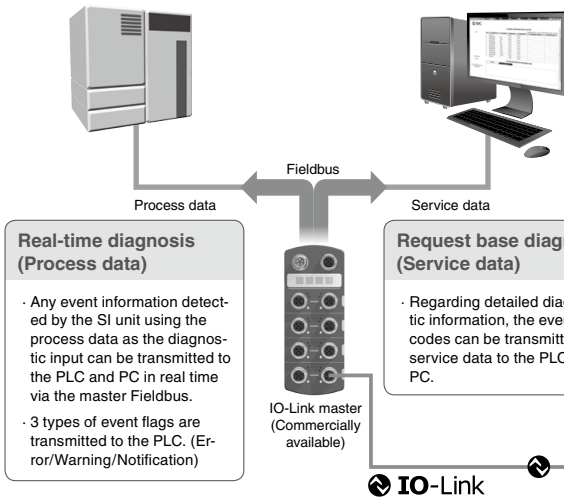 Fieldbus
Process data
Service data
Real-time diagnosis
(Process data)
· Any event information detect-
ed by the SI unit using the
process data as the diagnos-
tic input can be transmitted to
the PLC and PC in real time
via the master Fieldbus.
· 3 types of event flags are
transmitted to the PLC. (Er-
ror/Warning/Notification)
IO-Link master
(Commercially
available)
Request base diag
(Service data)
· Regarding detailed diag
tic information, the even
codes can be transmitt
service data to the PLC
PC.
IO-Link